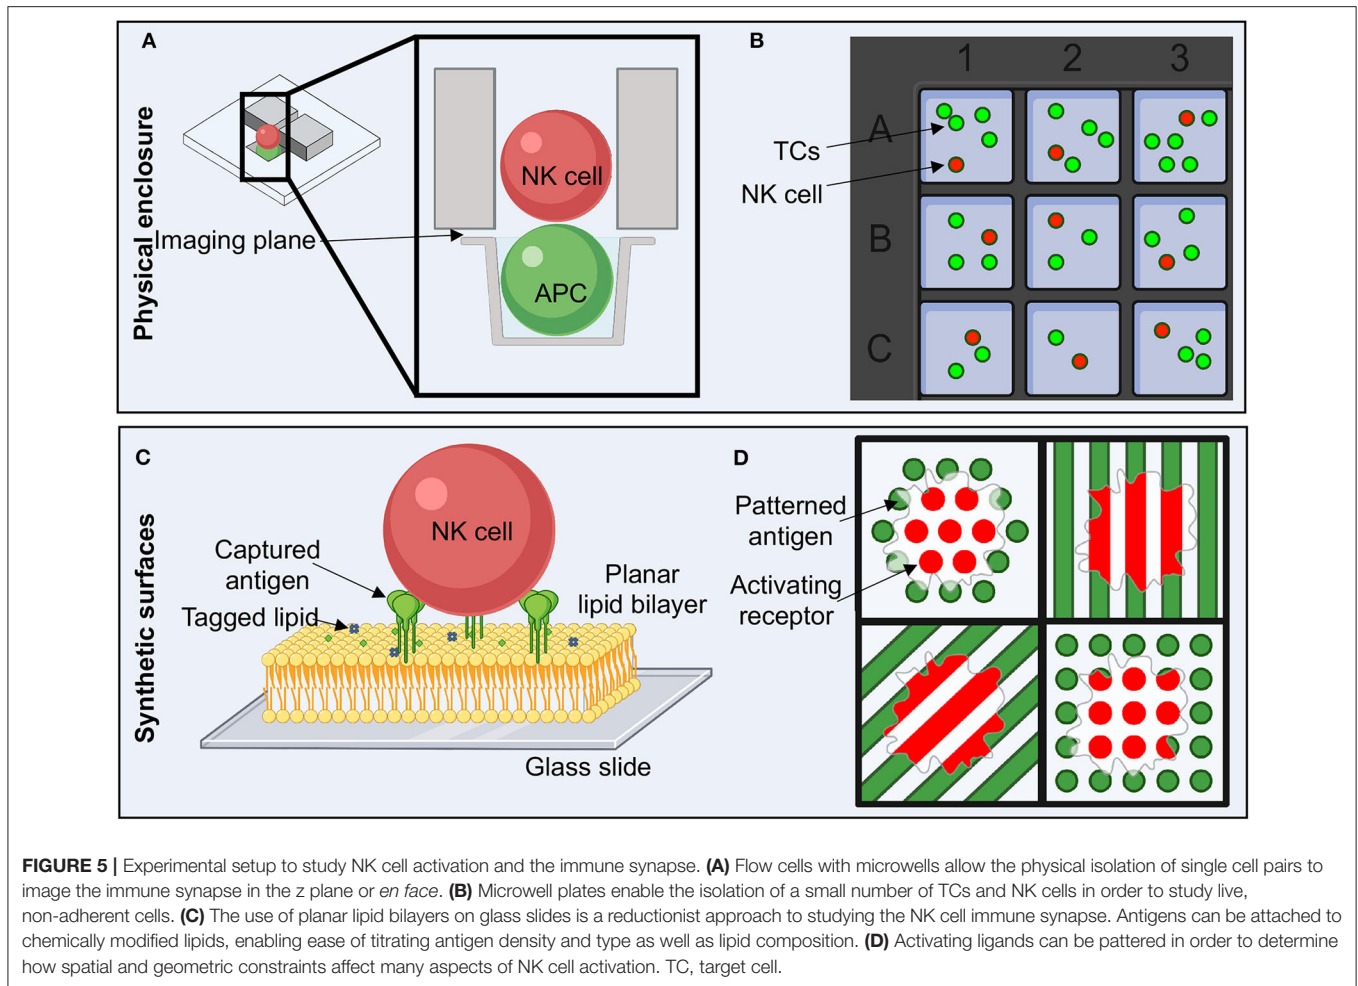 A
Physical enclosure
NK cell
Imaging plane
APC
B
1 2 3
A
TCs
NK cell
B
C
C
Synthetic surfaces
NK cell
Captured
antigen
Tagged lipid
Planar
lipid bilayer
Glass slide
D
Patterned
antigen
Activating
receptor
FIGURE 5 | Experimental setup to study NK cell activation and the immune synapse. (A) Flow cells with microwells allow the physical isolation of single cell pairs to
image the immune synapse in the z plane or en face. (B) Microwell plates enable the isolation of a small number of TCs and NK cells in order to study live,
non-adherent cells. (C) The use of planar lipid bilayers on glass slides is a reductionist approach to studying the NK cell immune synapse. Antigens can be attached to
chemically modified lipids, enabling ease of titrating antigen density and type as well as lipid composition. (D) Activating ligands can be pattered in order to determine
how spatial and geometric constraints affect many aspects of NK cell activation. TC, target cell.